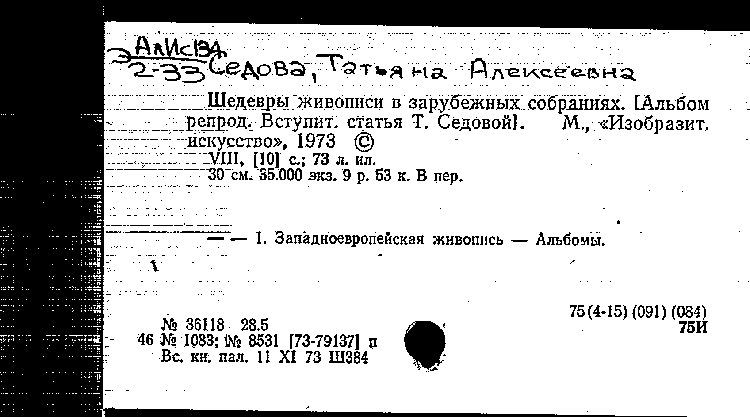 АлИс134
Э 2-33 Седова, Татьяна Алексеевна
Шедевры живописи в зарубежных собраниях. [Альбом
репрод. Вступит. статья Т. Седовой]. М., «Изобразит.
искусство», 1973 ©
VIII, [10] с.; 73 л. ил.
30 см. 35.000 экз. 9 р. 53 к. В пер.
— — 1. Западноевропейская живопись — Альбомы.
75(4-15)(091)(084)
75И
№ 36118 28.5
46 № 1083; № 8531 [73-79137] п
Вс. кн. пал. 11 XI 73 Ш384